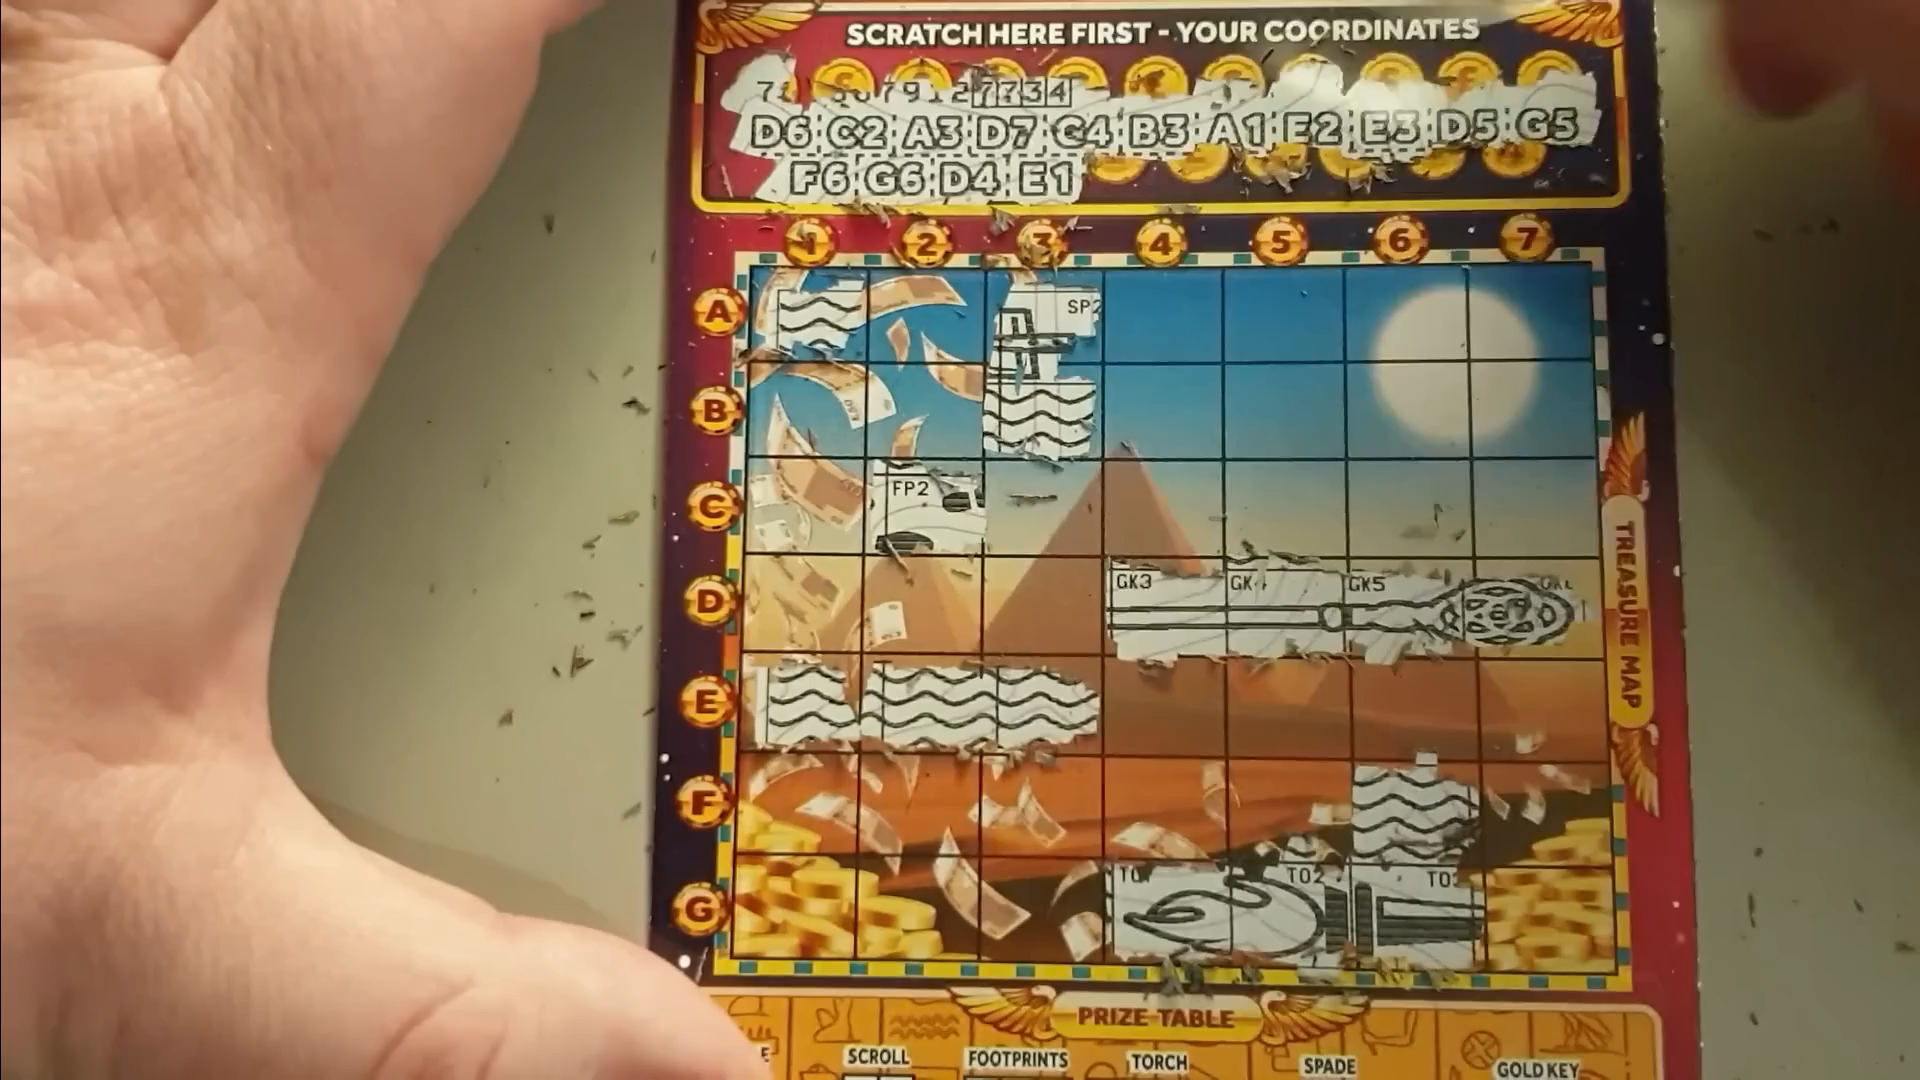 SCRATCH HERE FIRST - YOUR COORDINATES
7734
D6 C2 A3 D7 G4 B3 A1 E2 E3 D5 G5
F6 G6 D4 E1
1 2 3 4 5 6 7
A
SP2
B
C
FP2
D
GK3
GK5
E
F
G
TO2
TREASURE MAP
PRIZE TABLE
SCROLL FOOTPRINTS TORCH SPADE GOLD KEY